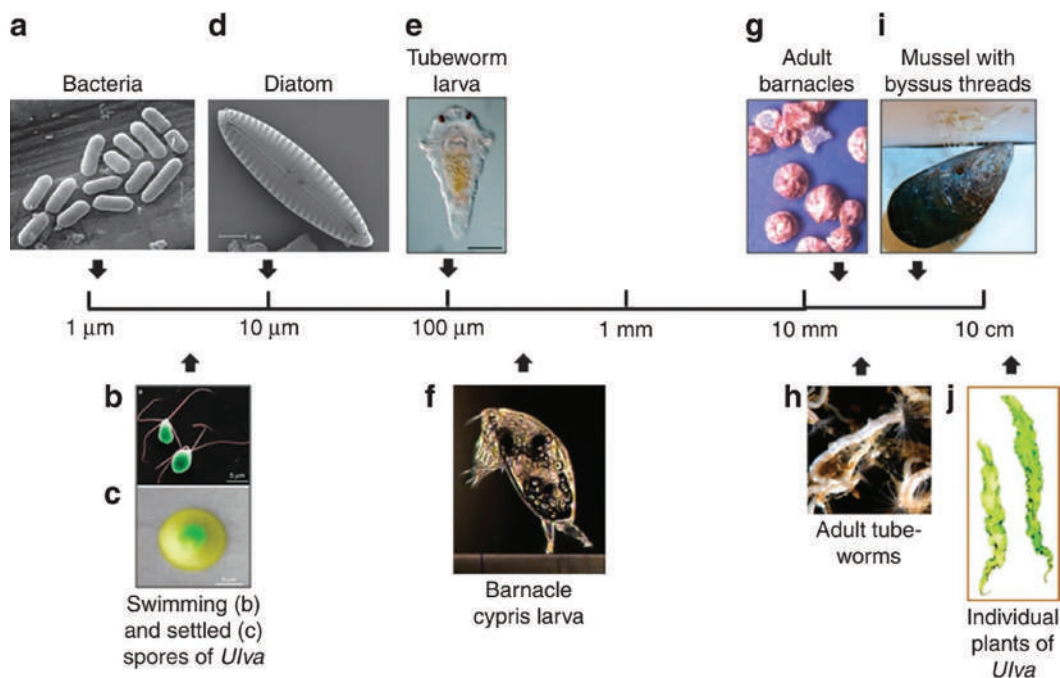 a
Bacteria
d
Diatom
e
Tubeworm
larva
g
Adult
barnacles
i
Mussel with
byssus threads
1 μm
10 μm
100 μm
1 mm
10 mm
10 cm
b
5 μm
c
Swimming (b)
and settled (c)
spores of Ulva
f
Barnacle
cypris larva
h
Adult tube-
worms
j
Individual
plants of
Ulva